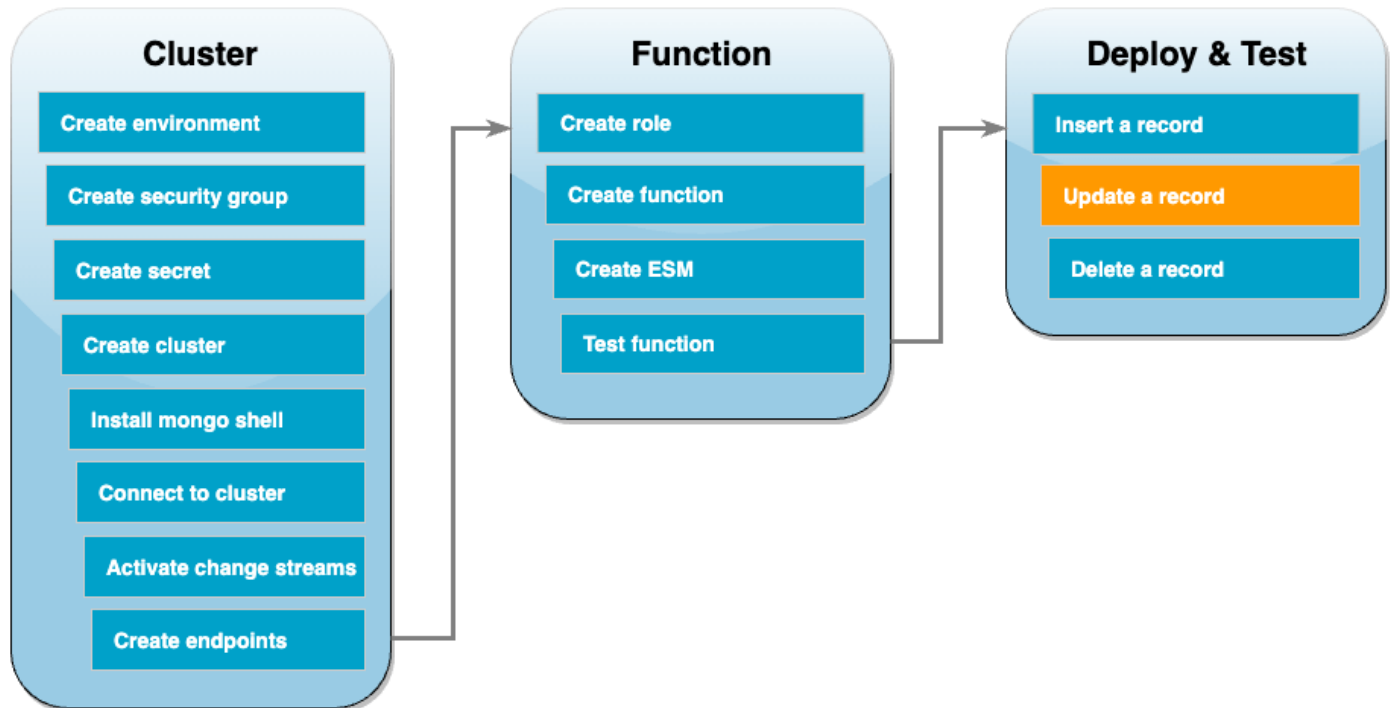 Cluster
Create environment
Create security group
Create secret
Create cluster
Install mongo shell
Connect to cluster
Activate change streams
Create endpoints
Function
Create role
Create function
Create ESM
Test function
Deploy & Test
Insert a record
Update a record
Delete a record